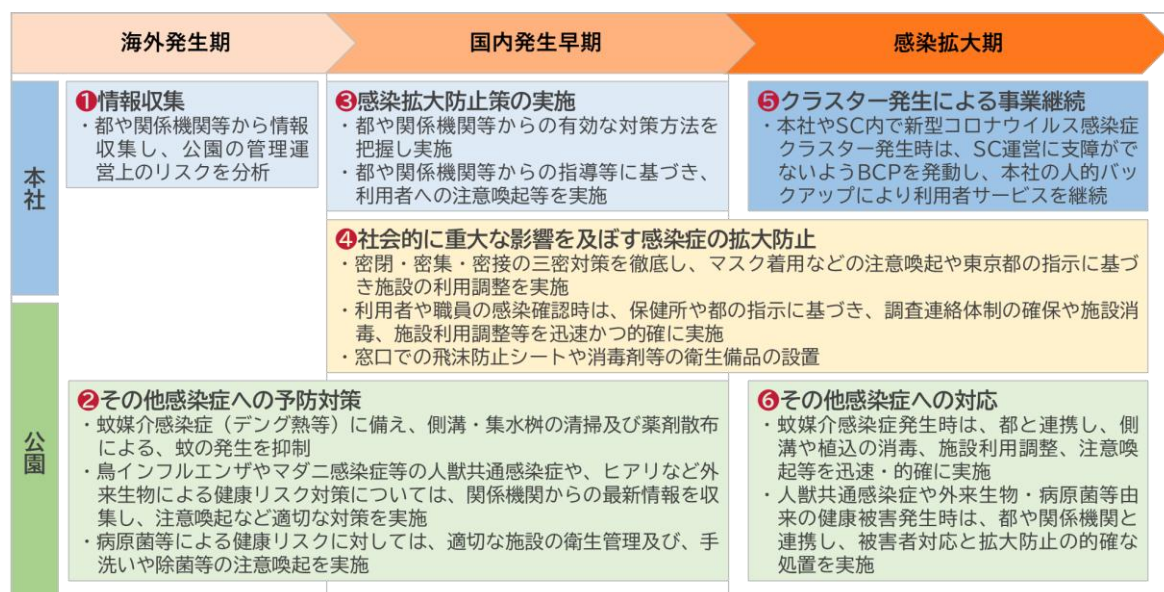 海外発生期
国内発生早期
感染拡大期
本社
❶情報収集
・都や関係機関等から情報
収集し、公園の管理運
営上のリスクを分析
❸感染拡大防止策の実施
・都や関係機関等からの有効な対策方法を
把握し実施
・都や関係機関等からの指導等に基づき、
利用者への注意喚起等を実施
❺クラスター発生による事業継続
・本社やSC内で新型コロナウイルス感染症
クラスター発生時は、SC運営に支障がで
ないようBCPを発動し、本社の人的バッ
クアップにより利用者サービスを継続
❹社会的に重大な影響を及ぼす感染症の拡大防止
・密閉・密集・密接の三密対策を徹底し、マスク着用などの注意喚起や東京都の指示に基づ
き施設の利用調整を実施
・利用者や職員の感染確認時は、保健所や都の指示に基づき、調査連絡体制の確保や施設消
毒、施設利用調整等を迅速かつ的確に実施
・窓口での飛沫防止シートや消毒剤等の衛生備品の設置
公園
❷その他感染症への予防対策
・蚊媒介感染症（デング熱等）に備え、側溝・集水桝の清掃及び薬剤散布
による、蚊の発生を抑制
・鳥インフルエンザやマダニ感染症等の人獣共通感染症や、ヒアリなど外
来生物による健康リスク対策については、関係機関からの最新情報を収
集し、注意喚起など適切な対策を実施
・病原菌等による健康リスクに対しては、適切な施設の衛生管理及び、手
洗いや除菌等の注意喚起を実施
❻その他感染症への対応
・蚊媒介感染症発生時は、都と連携し、側
溝や植込の消毒、施設利用調整、注意喚
起等を迅速・的確に実施
・人獣共通感染症や外来生物・病原菌等由
来の健康被害発生時は、都や関係機関と
連携し、被害者対応と拡大防止の的確な
処置を実施